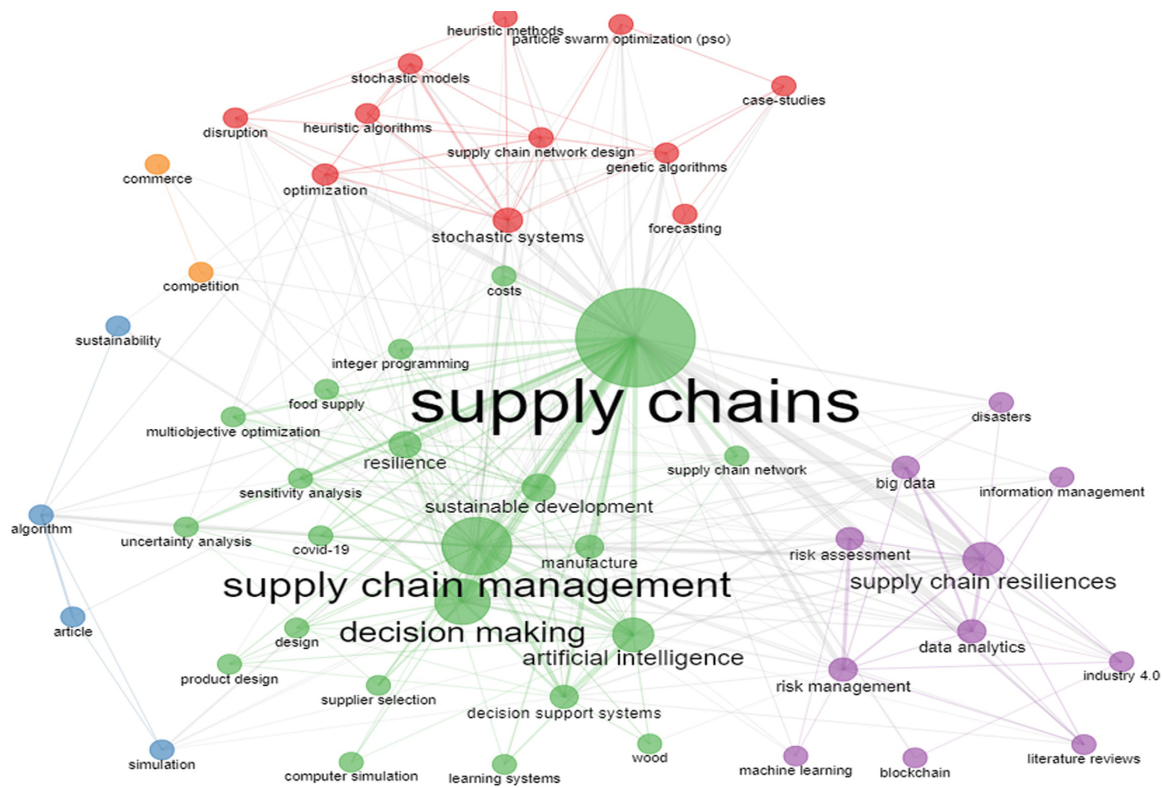 heuristic methods
particle swarm optimization (pso)
stochastic models
case-studies
disruption
heuristic algorithms
supply chain network design
genetic algorithms
commerce
optimization
forecasting
stochastic systems
competition
costs
sustainability
integer programming
food supply
supply chains
disasters
multiobjective optimization
resilience
supply chain network
big data
sensitivity analysis
information management
sustainable development
algorithm
uncertainty analysis
covid-19
manufacture
risk assessment
supply chain management
supply chain resiliences
article
design
decision making
data analytics
artificial intelligence
product design
industry 4.0
risk management
supplier selection
decision support systems
simulation
computer simulation
learning systems
wood
machine learning
blockchain
literature reviews